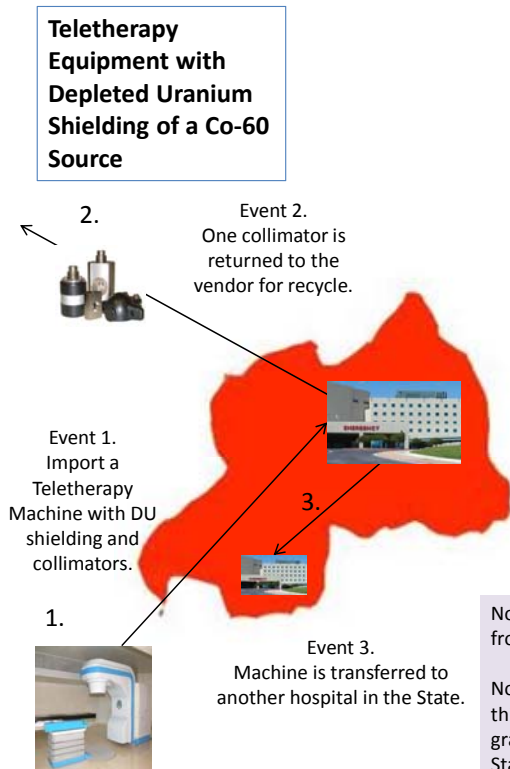 Teletherapy
Equipment with
Depleted Uranium
Shielding of a Co-60
Source
2.
Event 2.
One collimator is
returned to the
vendor for recycle.
EMERGENCY
Event 1.
Import a
Teletherapy
Machine with DU
shielding and
collimators.
3.
1.
Event 3.
Machine is transferred to
another hospital in the State.